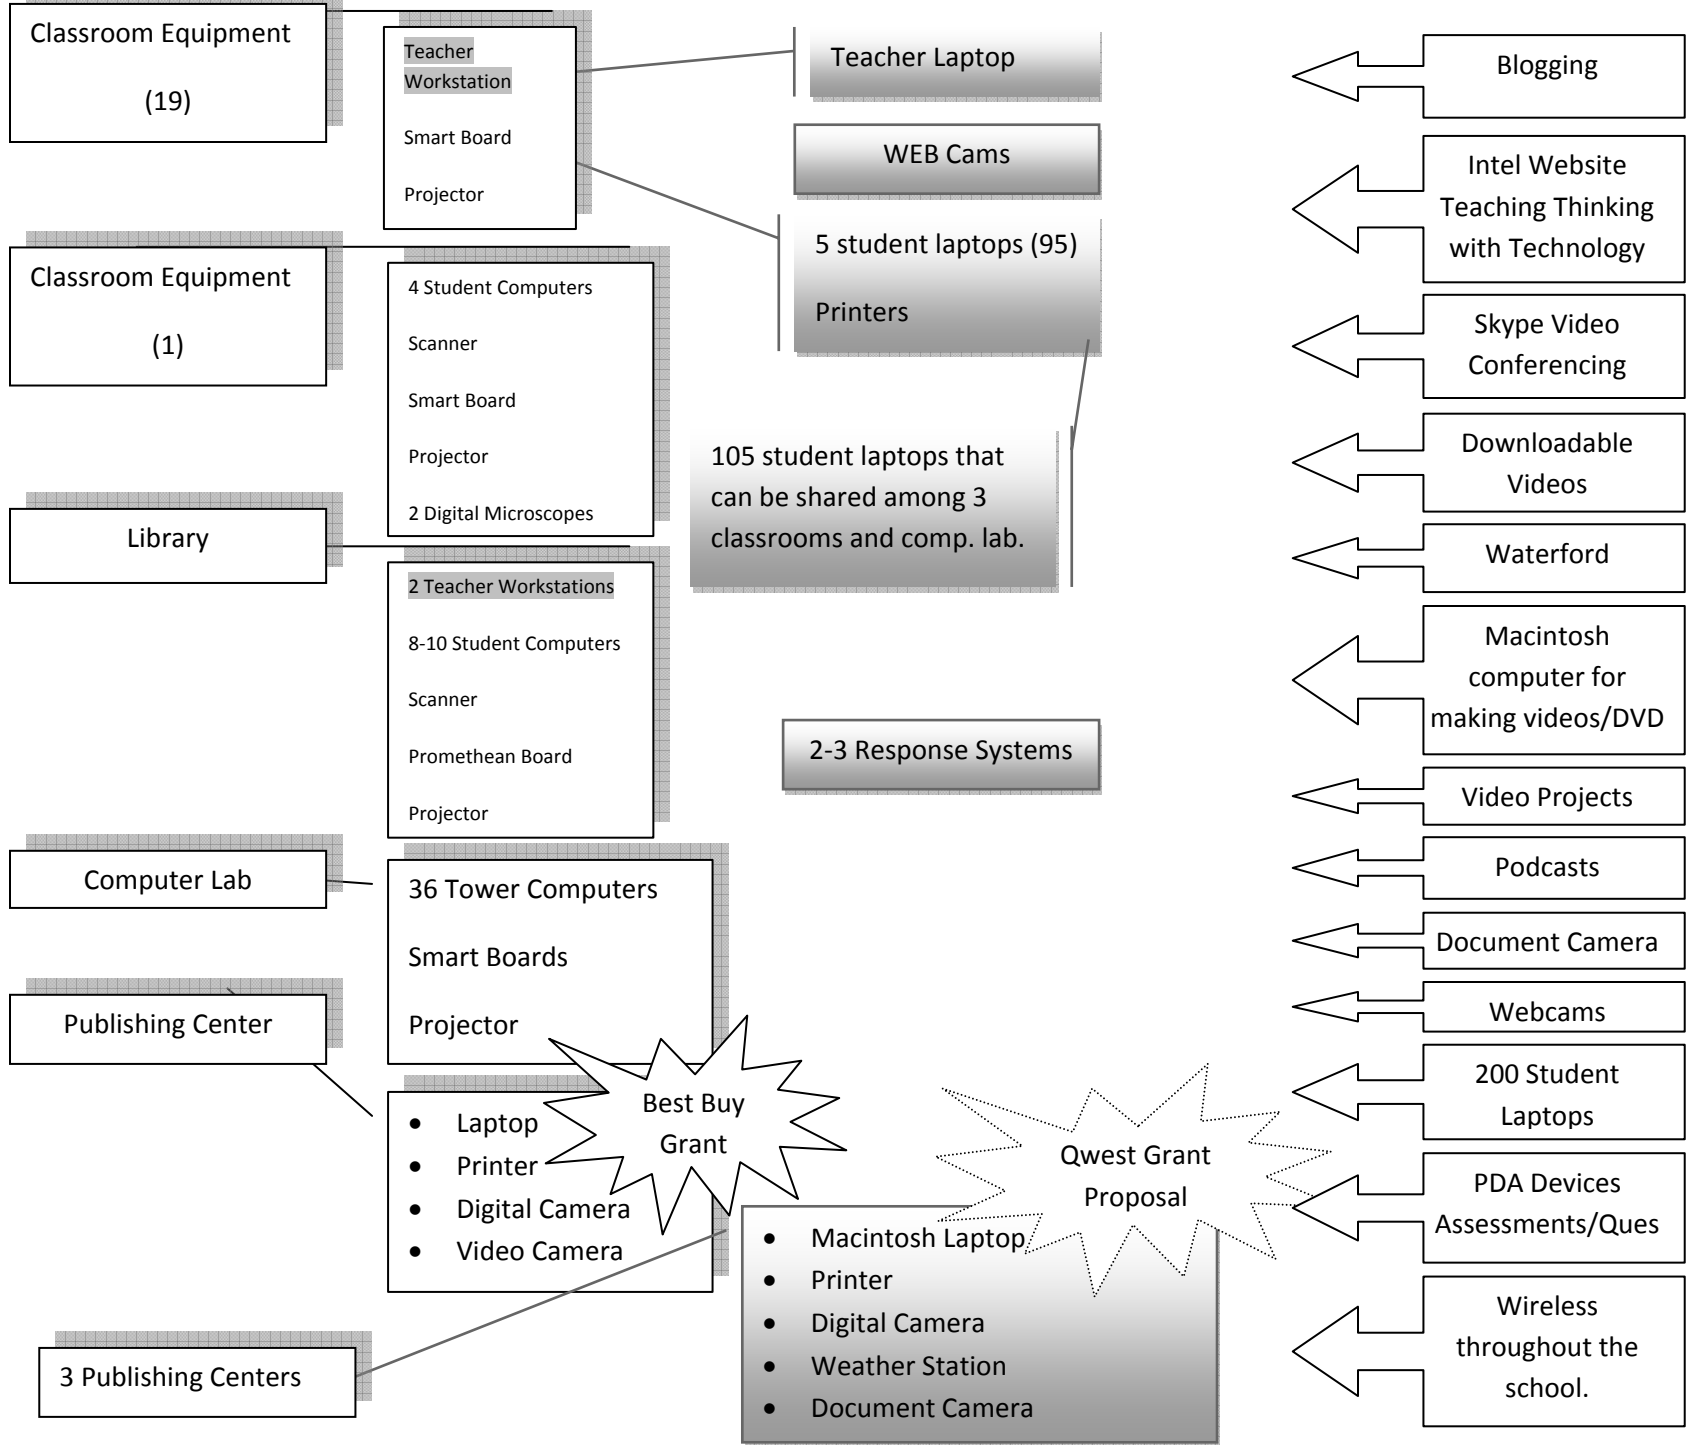 Classroom Equipment
(19)
Teacher
Workstation
Smart Board
Projector
Teacher Laptop
WEB Cams
5 student laptops (95)
Printers
Classroom Equipment
(1)
4 Student Computers
Scanner
Smart Board
Projector
2 Digital Microscopes
105 student laptops that
can be shared among 3
classrooms and comp. lab.
Library
2 Teacher Workstations
8-10 Student Computers
Scanner
Promethean Board
Projector
2-3 Response Systems
Computer Lab
36 Tower Computers
Smart Boards
Projector
Publishing Center
• Laptop
• Printer
• Digital Camera
• Video Camera
Best Buy
Grant
Qwest Grant
Proposal
3 Publishing Centers
• Macintosh Laptop
• Printer
• Digital Camera
• Weather Station
• Document Camera
Blogging
Intel Website
Teaching Thinking
with Technology
Skype Video
Conferencing
Downloadable
Videos
Waterford
Macintosh
computer for
making videos/DVD
Video Projects
Podcasts
Document Camera
Webcams
200 Student
Laptops
PDA Devices
Assessments/Ques
Wireless
throughout the
school.